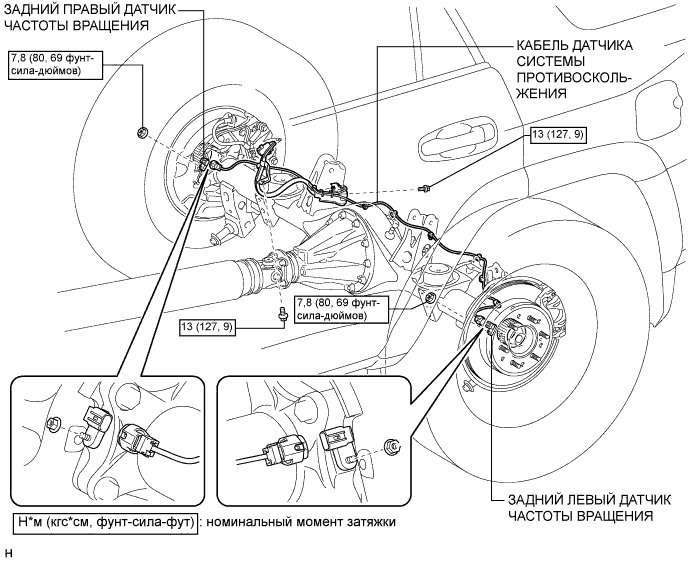 ЗАДНИЙ ПРАВЫЙ ДАТЧИК
ЧАСТОТЫ ВРАЩЕНИЯ
7,8 (80, 69 фунт-
сила-дюймов)
КАБЕЛЬ ДАТЧИКА
СИСТЕМЫ
ПРОТИВОСКОЛЬ-
ЖЕНИЯ
13 (127, 9)
7,8 (80, 69 фунт-
сила-дюймов)
13 (127, 9)
ЗАДНИЙ ЛЕВЫЙ ДАТЧИК
ЧАСТОТЫ ВРАЩЕНИЯ
Н*м (кгс*см, фунт-сила-фут) : номинальный момент затяжки
H